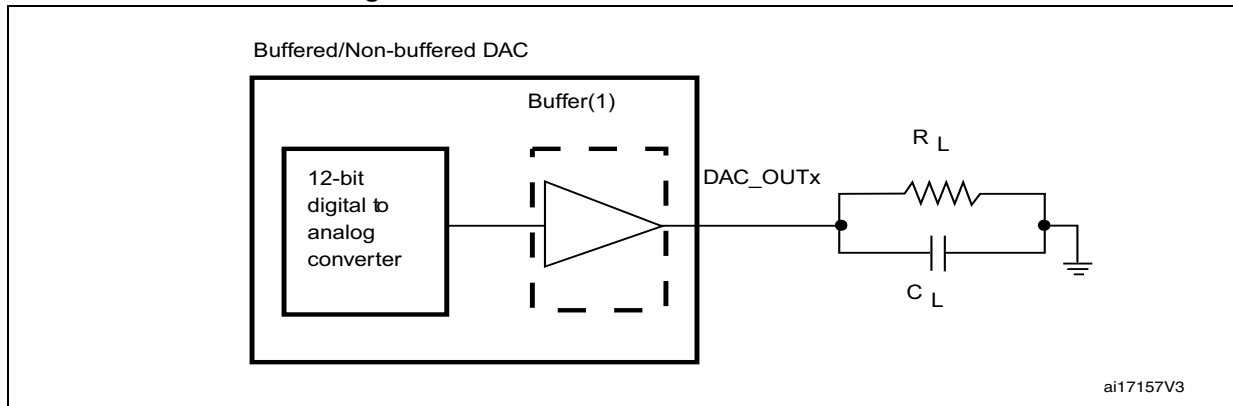 Buffered/Non-buffered DAC
Buffer(1)
12-bit
digital to
analog
converter
DAC_OUTx
R L
C L
ai17157V3